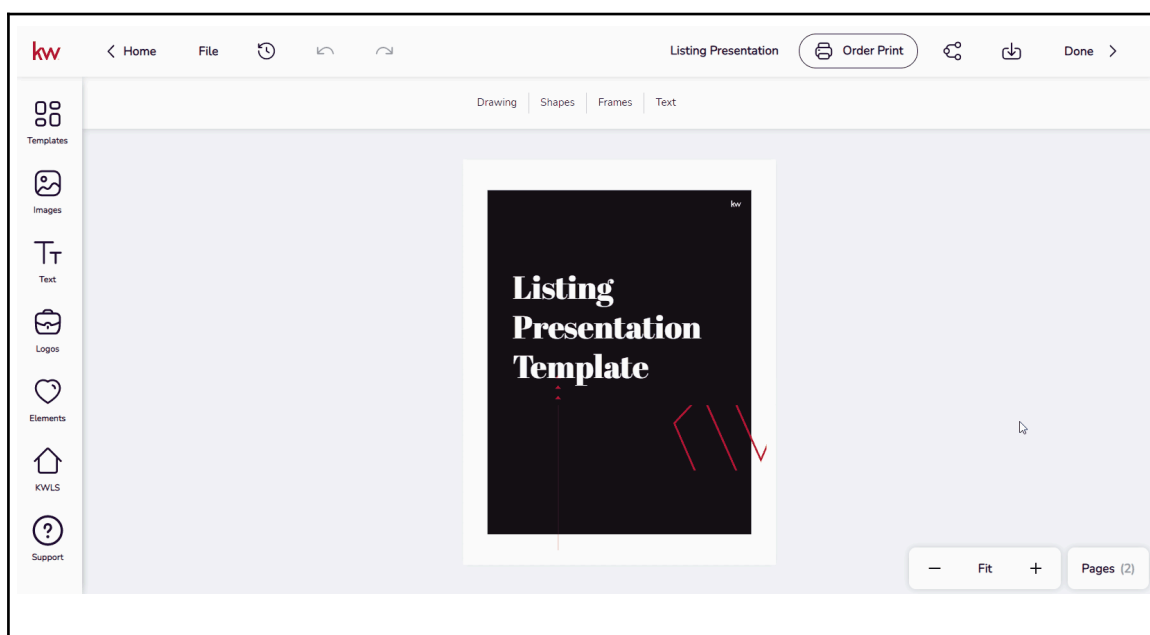 kw
Home
File
Listing Presentation
Order Print
Done
Drawing
Shapes
Frames
Text
Templates
Images
Text
Logos
Elements
KWLS
Support
kw
Listing
Presentation
Template
Fit
Pages (2)